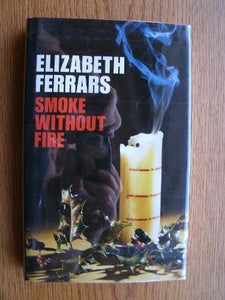 ELIZABETH
FERRARS
SMOKE
WITHOUT
FIRE